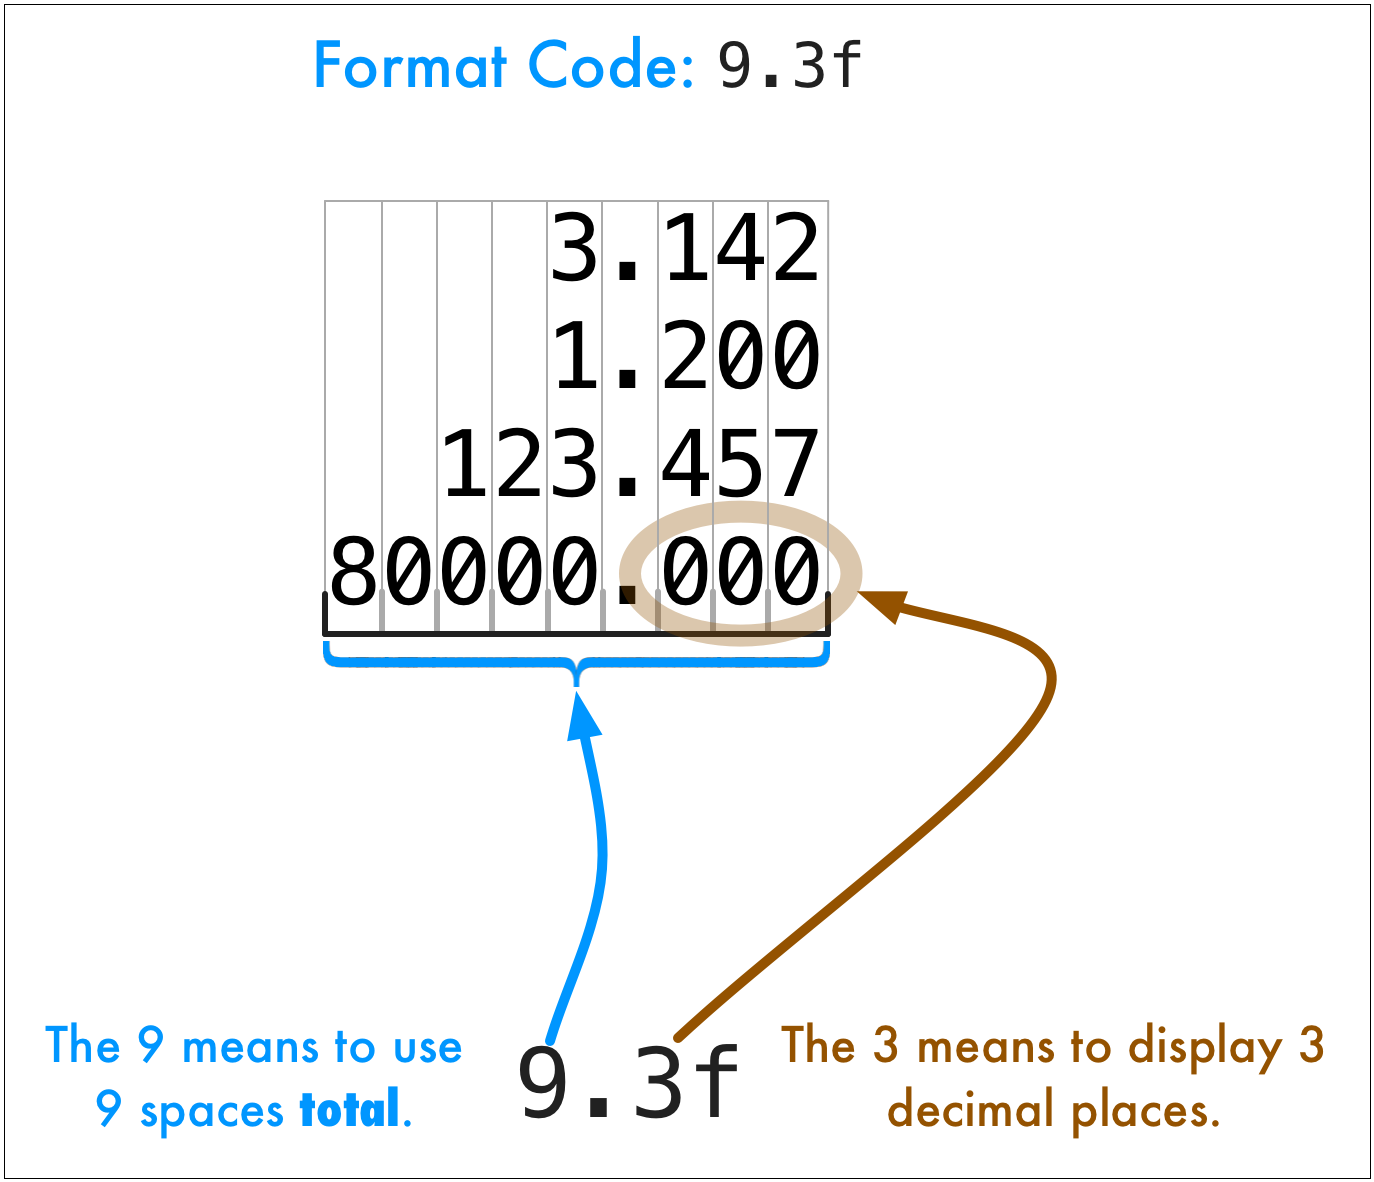 Format Code: 9.3f
3.142
1.200
123.457
80000.000
The 9 means to use
9 spaces total.
9.3f
The 3 means to display 3
decimal places.